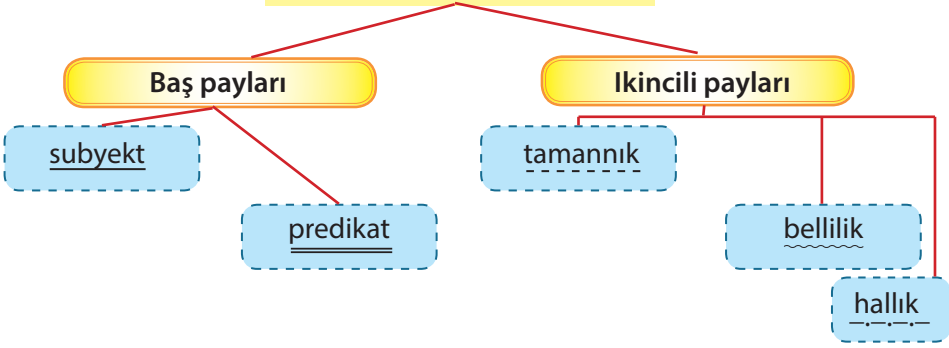 Baş payları
Ikincili payları
subyekt
tamannık
predikat
bellilik
hallık